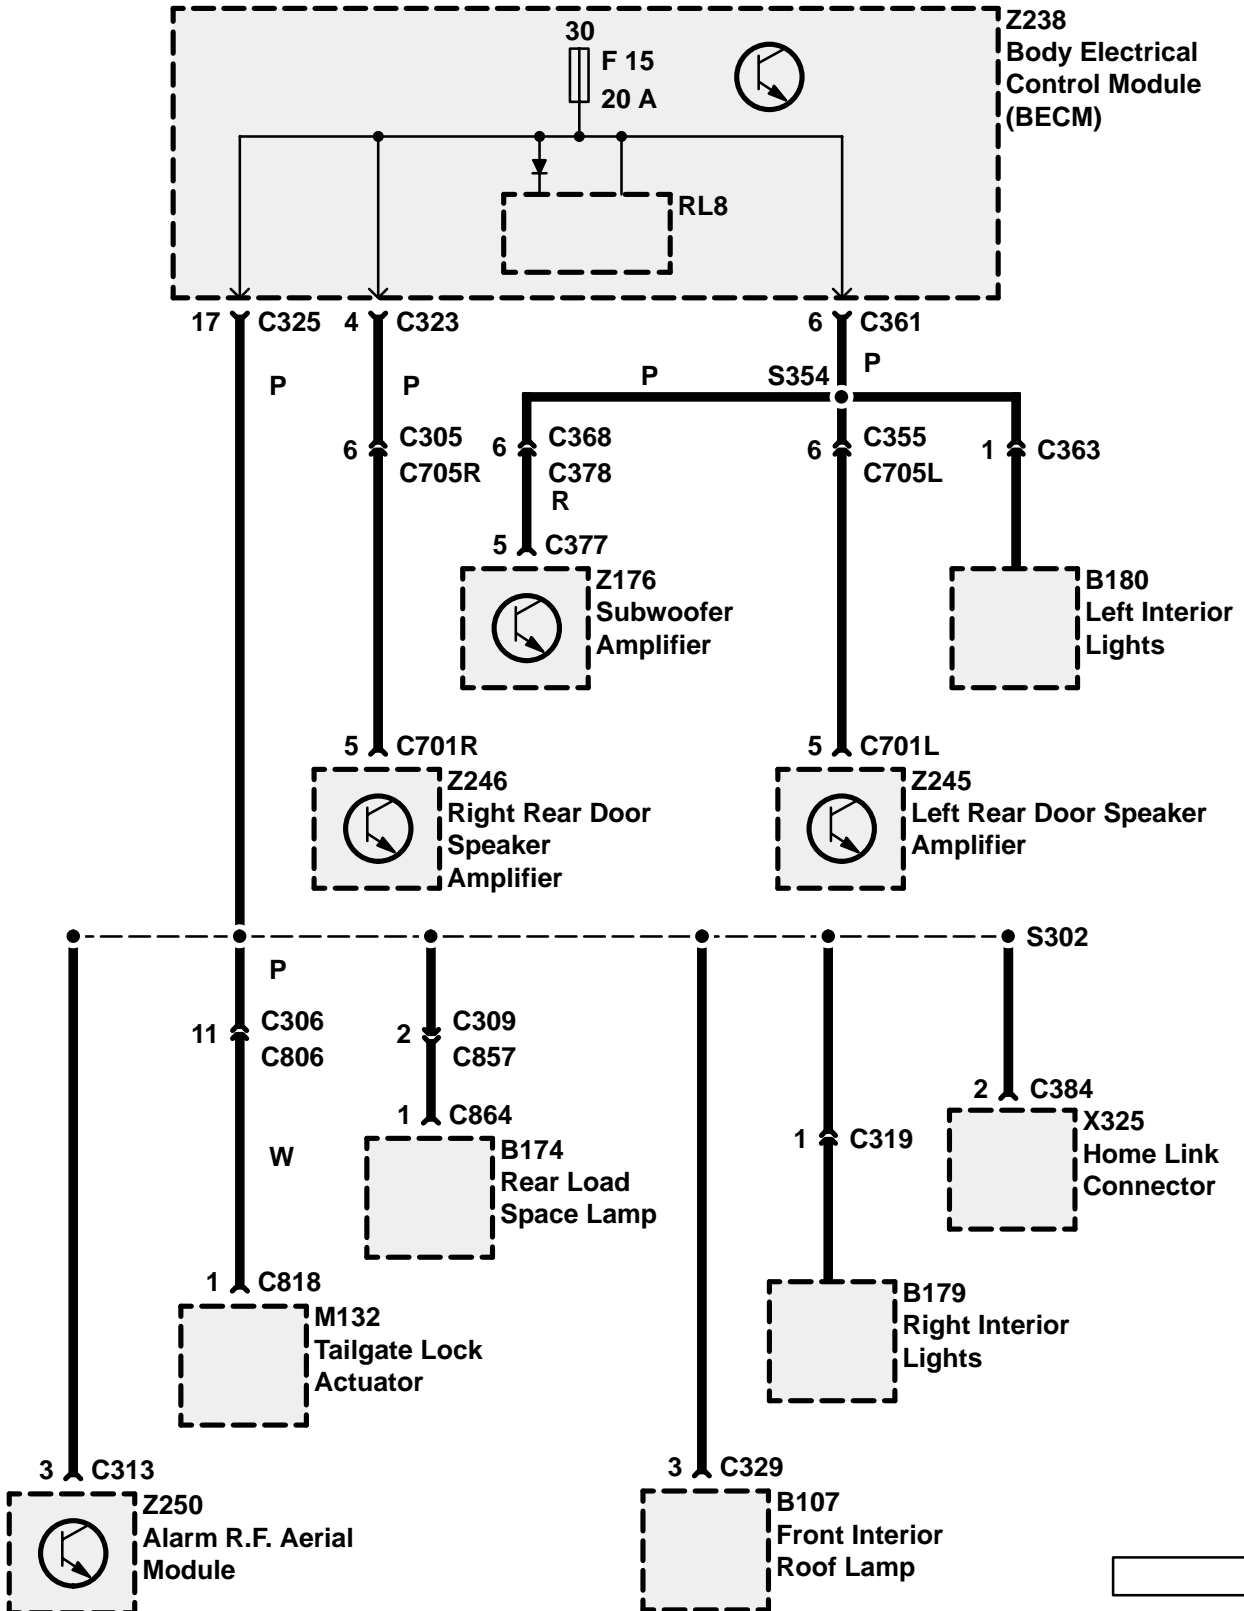 Z238
Body Electrical
Control Module
(BECM)
30
F 15
20 A
RL8
17 C325
4 C323
6 C361
P
P
P
S354
P
6 C305
C705R
6 C368
C378
R
6 C355
C705L
1 C363
5 C377
Z176
Subwoofer
Amplifier
B180
Left Interior
Lights
5 C701R
Z246
Right Rear Door
Speaker
Amplifier
5 C701L
Z245
Left Rear Door Speaker
Amplifier
S302
P
11 C306
C806
2 C309
C857
W
1 C864
B174
Rear Load
Space Lamp
1 C319
2 C384
X325
Home Link
Connector
1 C818
M132
Tailgate Lock
Actuator
B179
Right Interior
Lights
3 C313
Z250
Alarm R.F. Aerial
Module
3 C329
B107
Front Interior
Roof Lamp